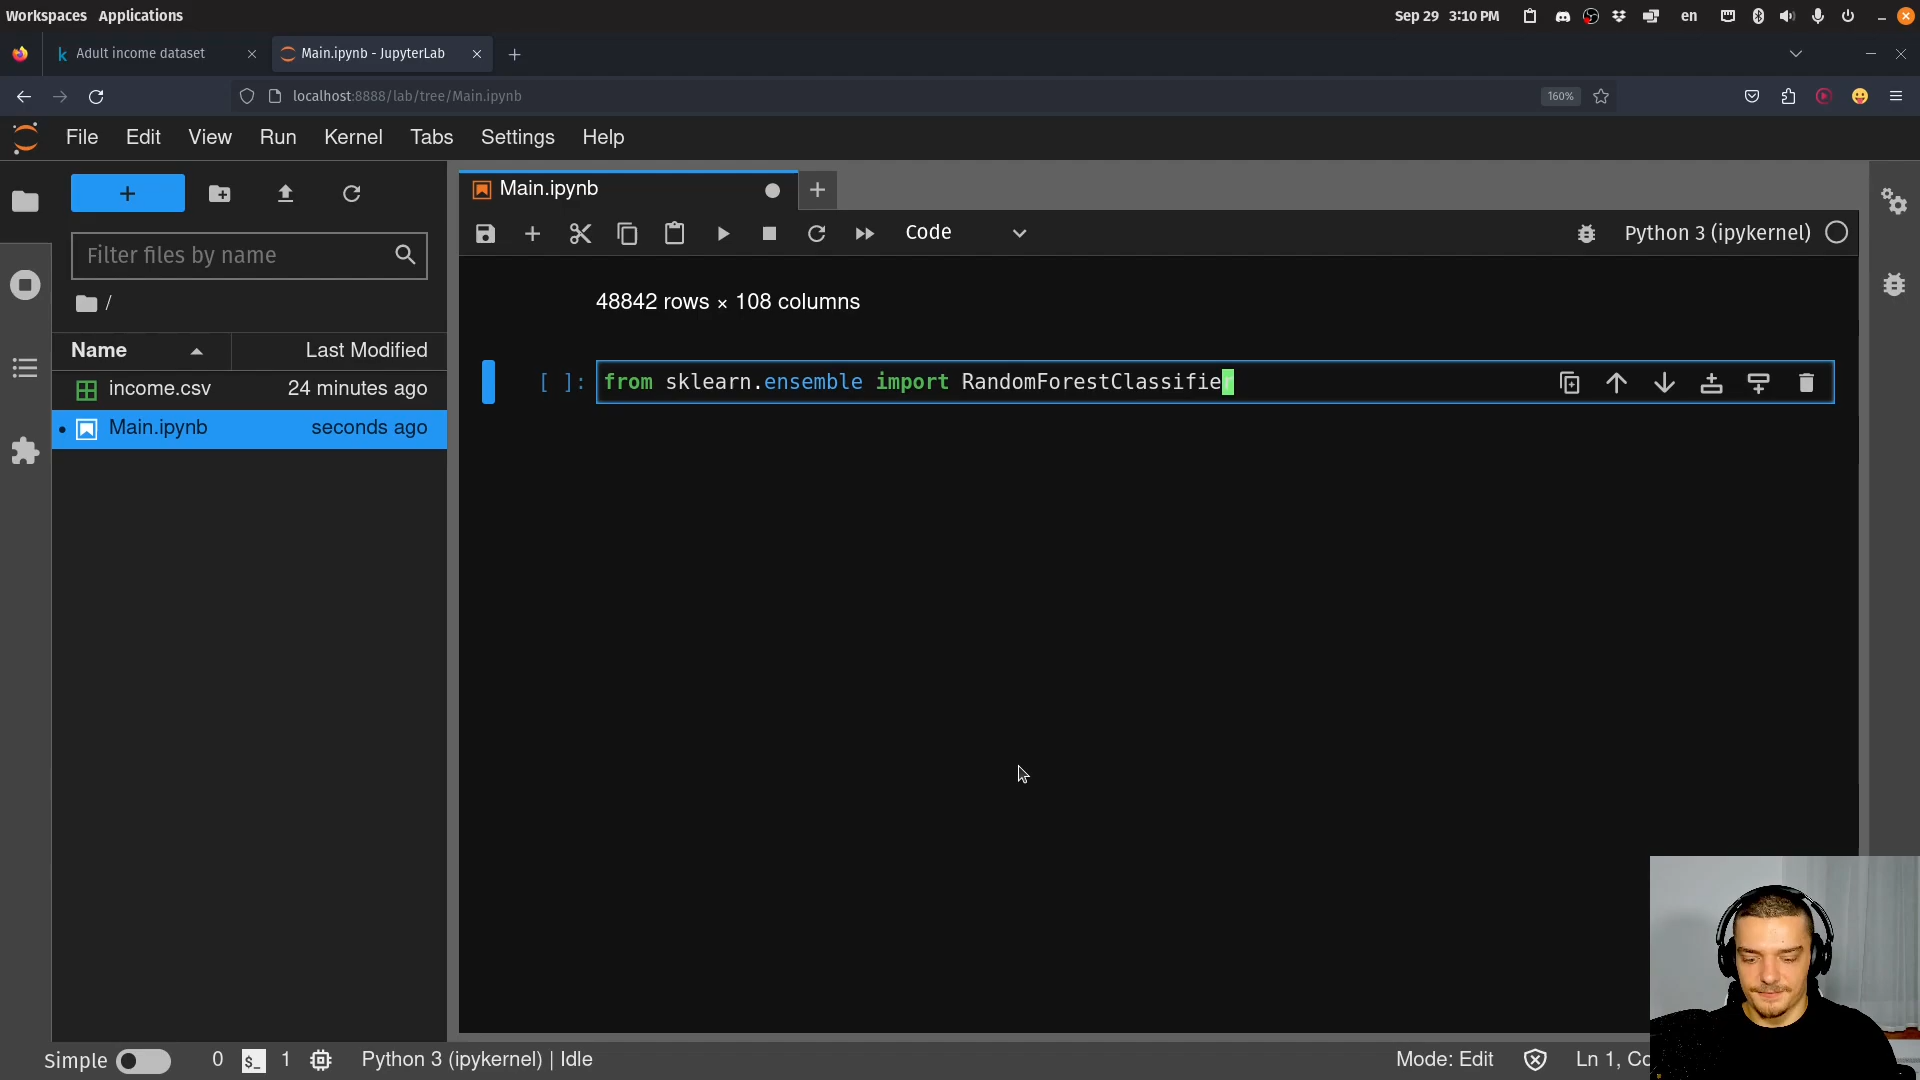 Workspaces Applications
Sep 29 3:10 PM
en
Adult income dataset
Main.ipynb - JupyterLab
localhost:8888/lab/tree/Main.ipynb
160%
File Edit View Run Kernel Tabs Settings Help
Main.ipynb
Code
Python 3 (ipykernel)
Filter files by name
/
Name Last Modified
income.csv 24 minutes ago
Main.ipynb seconds ago
48842 rows × 108 columns
[ ]: from sklearn.ensemble import RandomForestClassifier
Simple 0 $_ 1 Python 3 (ipykernel) | Idle
Mode: Edit Ln 1,